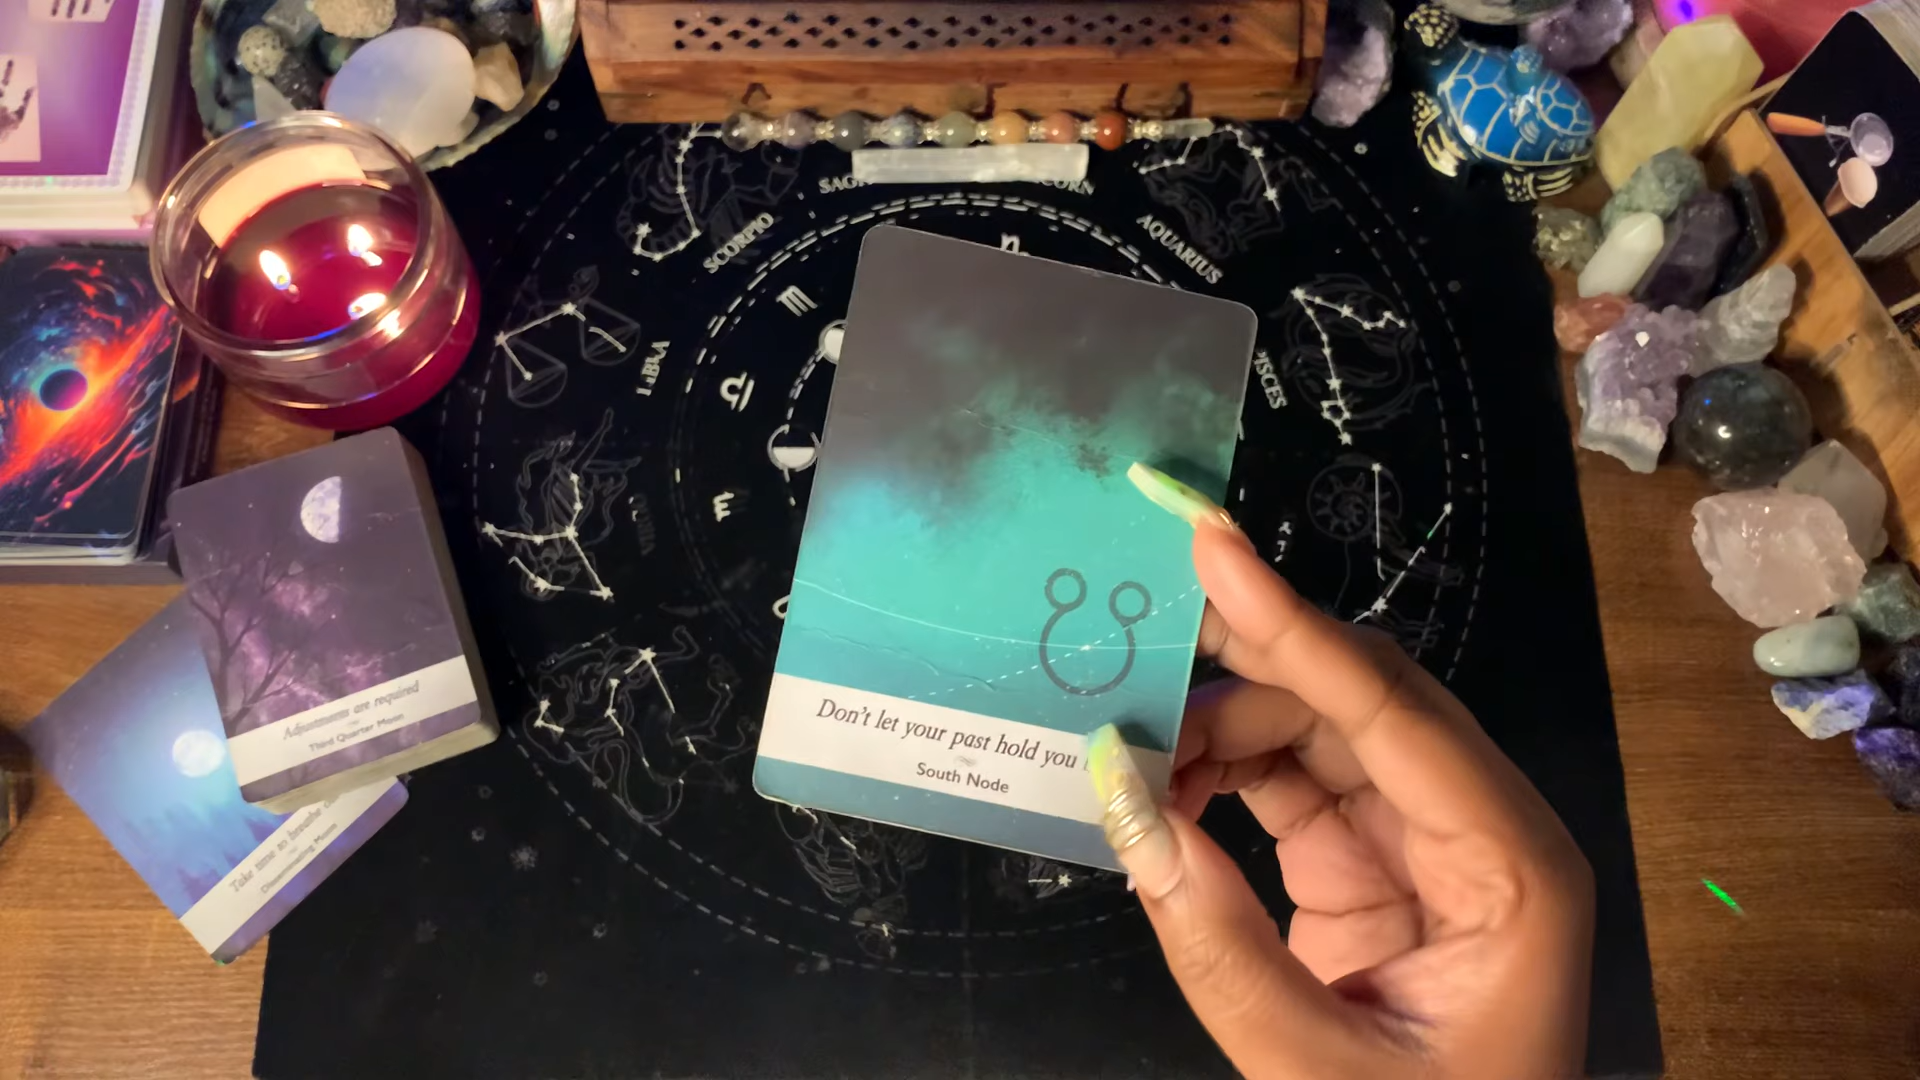 SCORPIO
AQUARIUS
LIBRA
PISCES
Don't let your past hold you
South Node
Adjustments are required
Third Quarter Moon
Take time to breathe
Disseminating Moon